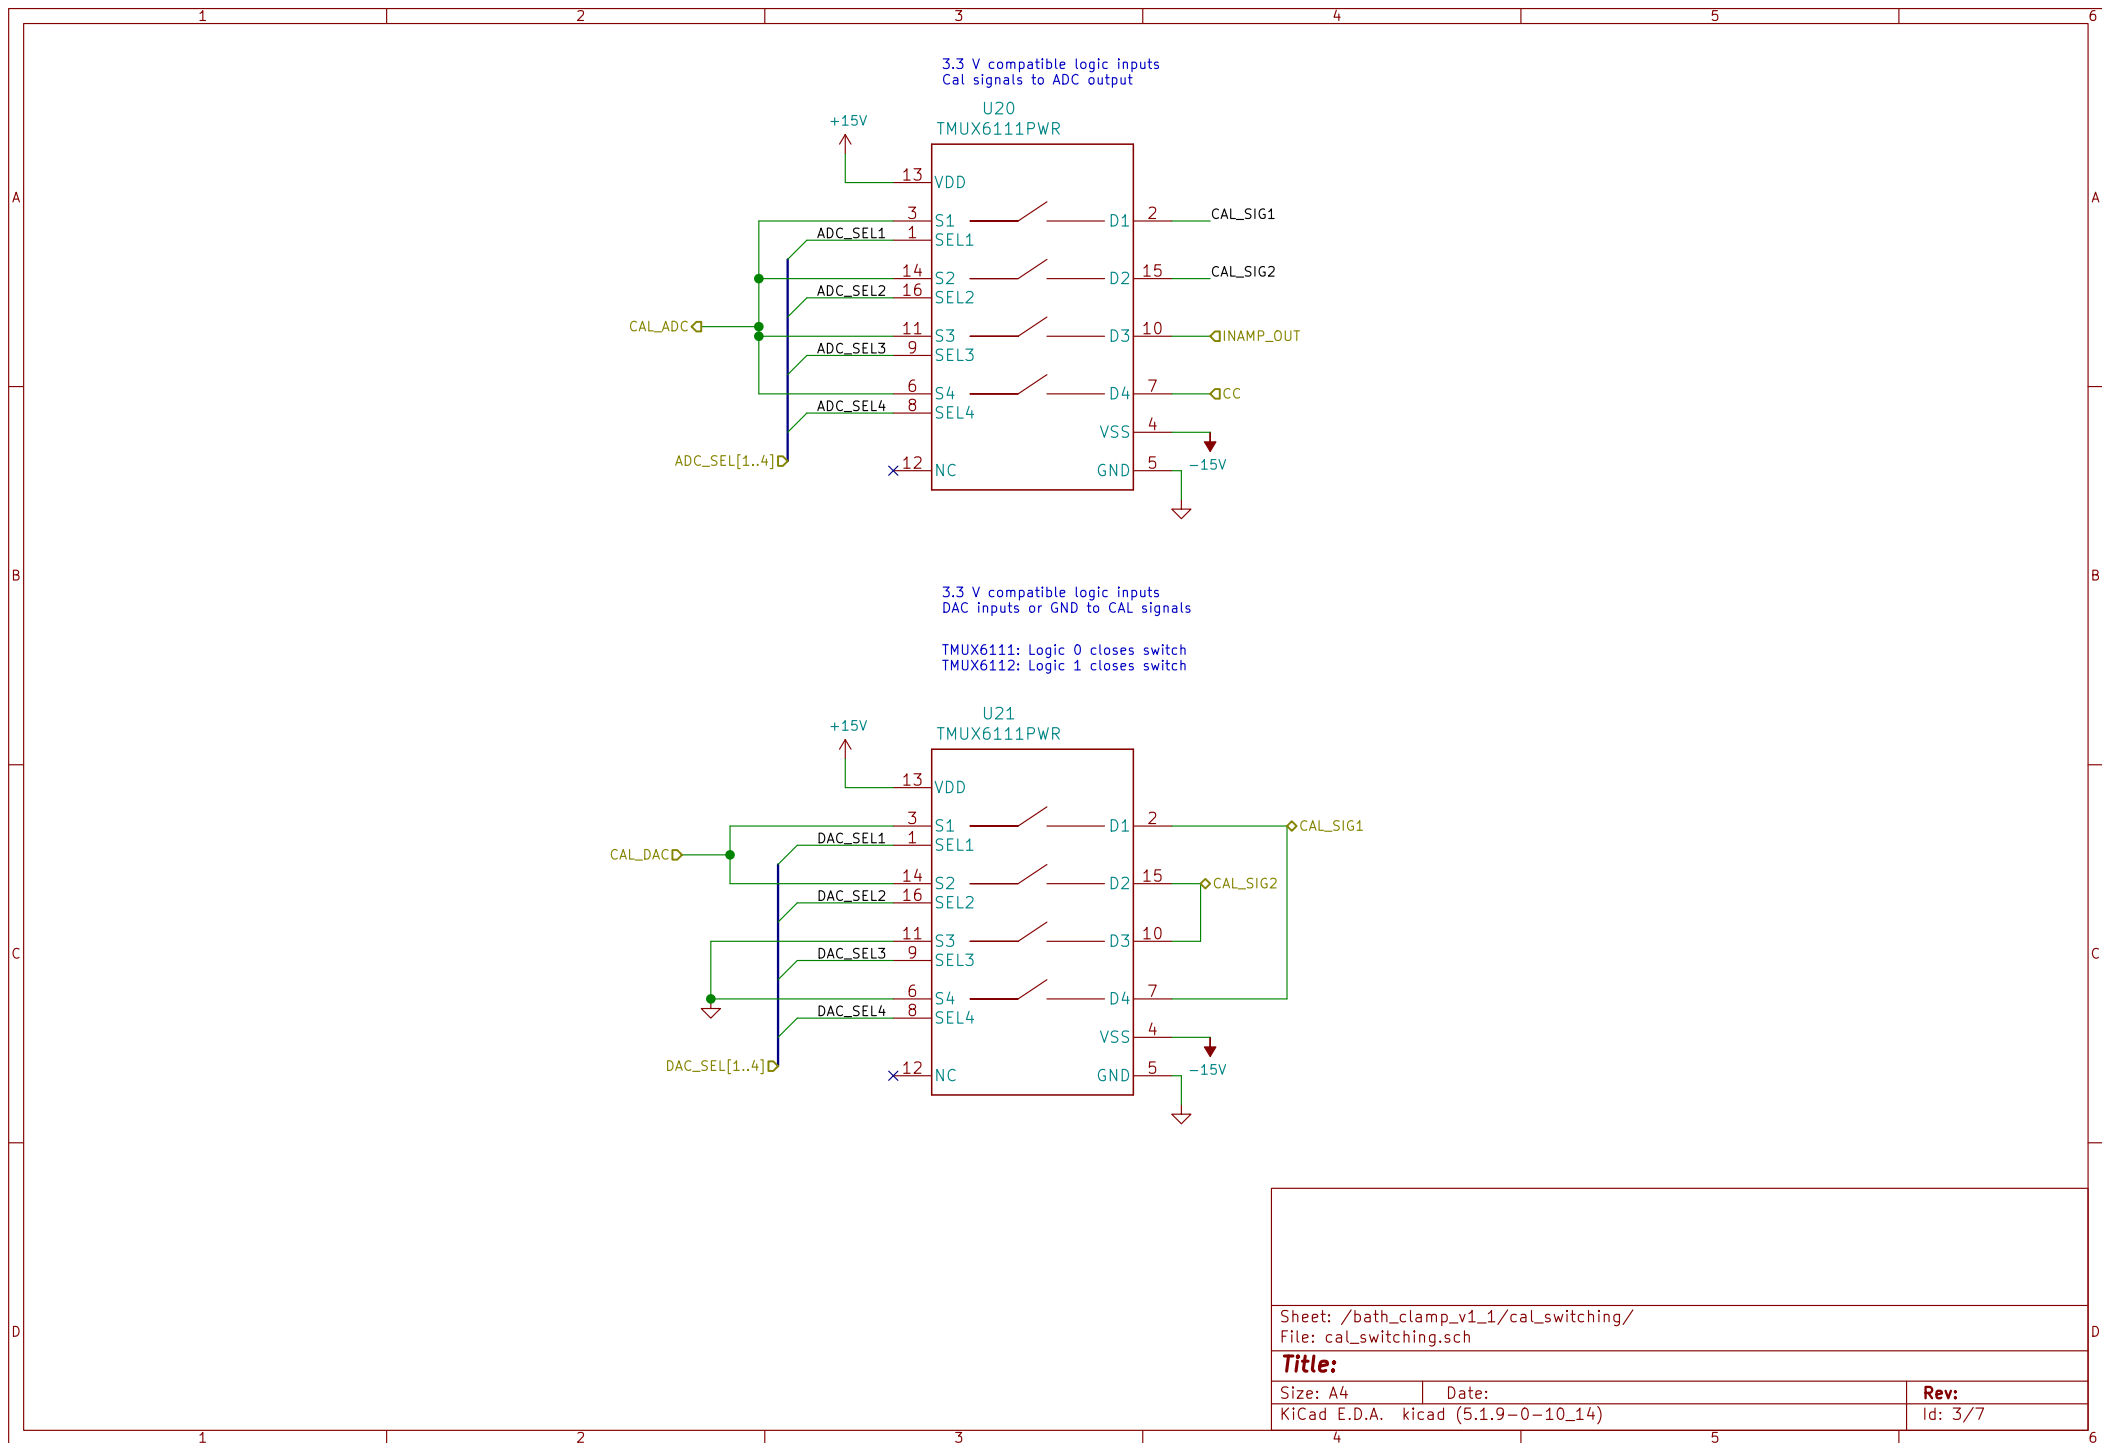 1 2 3 4 5 6
3.3 V compatible logic inputs
Cal signals to ADC output
U20
TMUX6111PWR
+15V
13 VDD
A A
3 S1 D1 2 CAL_SIG1
ADC_SEL1 1 SEL1
14 S2 D2 15 CAL_SIG2
ADC_SEL2 16 SEL2
CAL_ADC
11 S3 D3 10 INAMP_OUT
ADC_SEL3 9 SEL3
6 S4 D4 7 CC
ADC_SEL4 8 SEL4
VSS 4
ADC_SEL[1..4]
-15V
12 NC GND 5
B B
3.3 V compatible logic inputs
DAC inputs or GND to CAL signals
TMUX6111: Logic 0 closes switch
TMUX6112: Logic 1 closes switch
U21
TMUX6111PWR
+15V
13 VDD
3 S1 D1 2 CAL_SIG1
DAC_SEL1 1 SEL1
CAL_DAC
14 S2 D2 15 CAL_SIG2
DAC_SEL2 16 SEL2
11 S3 D3 10
C C
DAC_SEL3 9 SEL3
6 S4 D4 7
DAC_SEL4 8 SEL4
VSS 4
DAC_SEL[1..4]
-15V
12 NC GND 5
Sheet: /bath_clamp_v1_1/cal_switching/
D D
File: cal_switching.sch
Title:
Size: A4 Date: Rev:
KiCad E.D.A. kicad (5.1.9-0-10_14) Id: 3/7
1 2 3 4 5 6